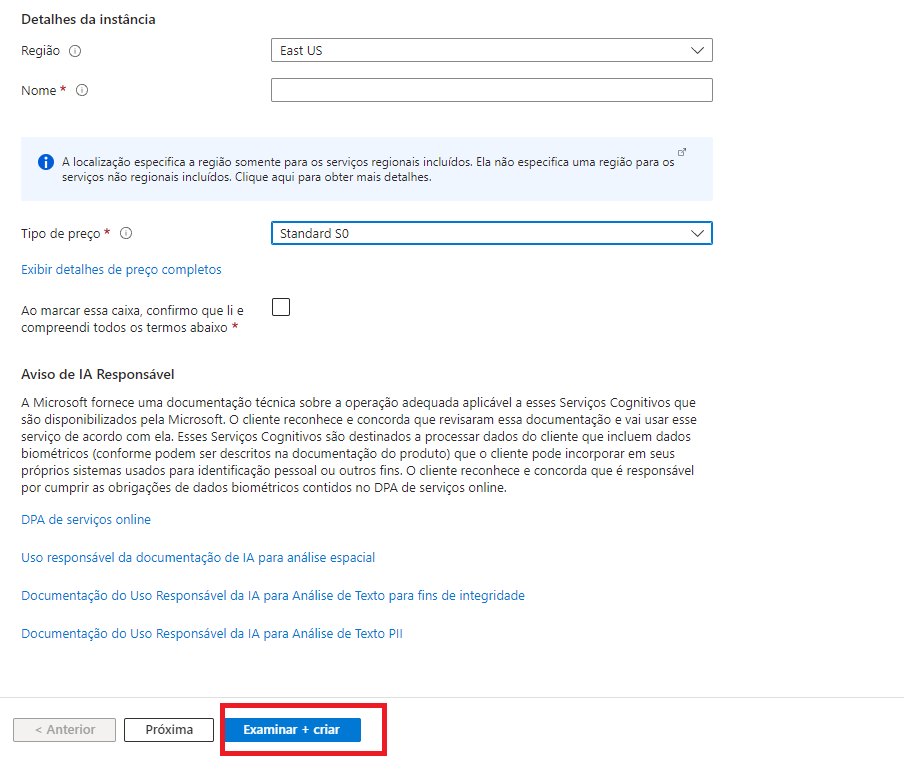 Detalhes da instância
Região
East US
Nome *
A localização especifica a região somente para os serviços regionais incluídos. Ela não especifica uma região para os
serviços não regionais incluídos. Clique aqui para obter mais detalhes.
Tipo de preço *
Standard S0
Exibir detalhes de preço completos
Ao marcar essa caixa, confirmo que li e
compreendi todos os termos abaixo *
Aviso de IA Responsável
A Microsoft fornece uma documentação técnica sobre a operação adequada aplicável a esses Serviços Cognitivos que
são disponibilizados pela Microsoft. O cliente reconhece e concorda que revisaram essa documentação e vai usar esse
serviço de acordo com ela. Esses Serviços Cognitivos são destinados a processar dados do cliente que incluem dados
biométricos (conforme podem ser descritos na documentação do produto) que o cliente pode incorporar em seus
próprios sistemas usados para identificação pessoal ou outros fins. O cliente reconhece e concorda que é responsável
por cumprir as obrigações de dados biométricos contidos no DPA de serviços online.
DPA de serviços online
Uso responsável da documentação de IA para análise espacial
Documentação do Uso Responsável da IA para Análise de Texto para fins de integridade
Documentação do Uso Responsável da IA para Análise de Texto PII
< Anterior
Próxima
Examinar + criar